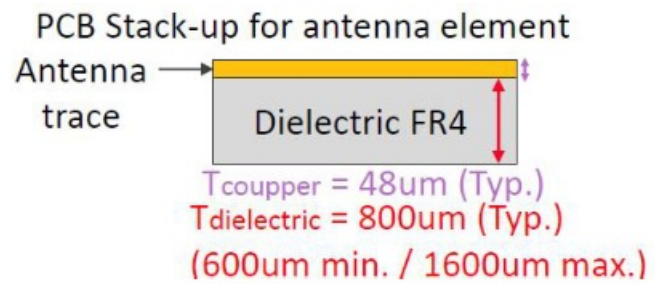 PCB Stack-up for antenna element
Antenna
trace
Dielectric FR4
Tcoupper = 48um (Typ.)
Tdielectric = 800um (Typ.)
(600um min. / 1600um max.)